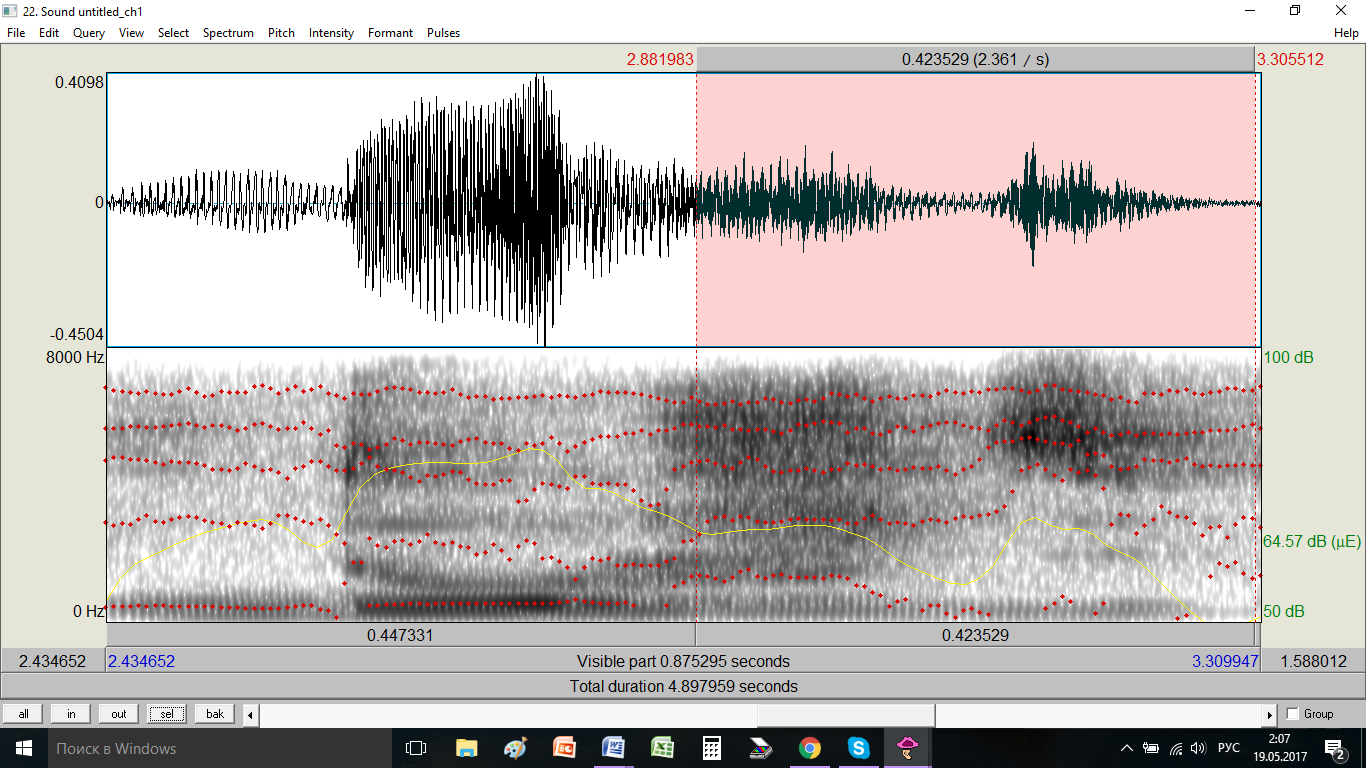 22. Sound untitled_ch1
File Edit Query View Select Spectrum Pitch Intensity Formant Pulses Help
2.881983 0.423529 (2.361 / s) 3.305512
0.4098
0
-0.4504
8000 Hz 100 dB
64.57 dB (µE)
0 Hz 50 dB
0.447331 0.423529
2.434652 2.434652 Visible part 0.875295 seconds 3.309947 1.588012
Total duration 4.897959 seconds
all in out sel bak Group
Поиск в Windows РУС 2:07
19.05.2017 2